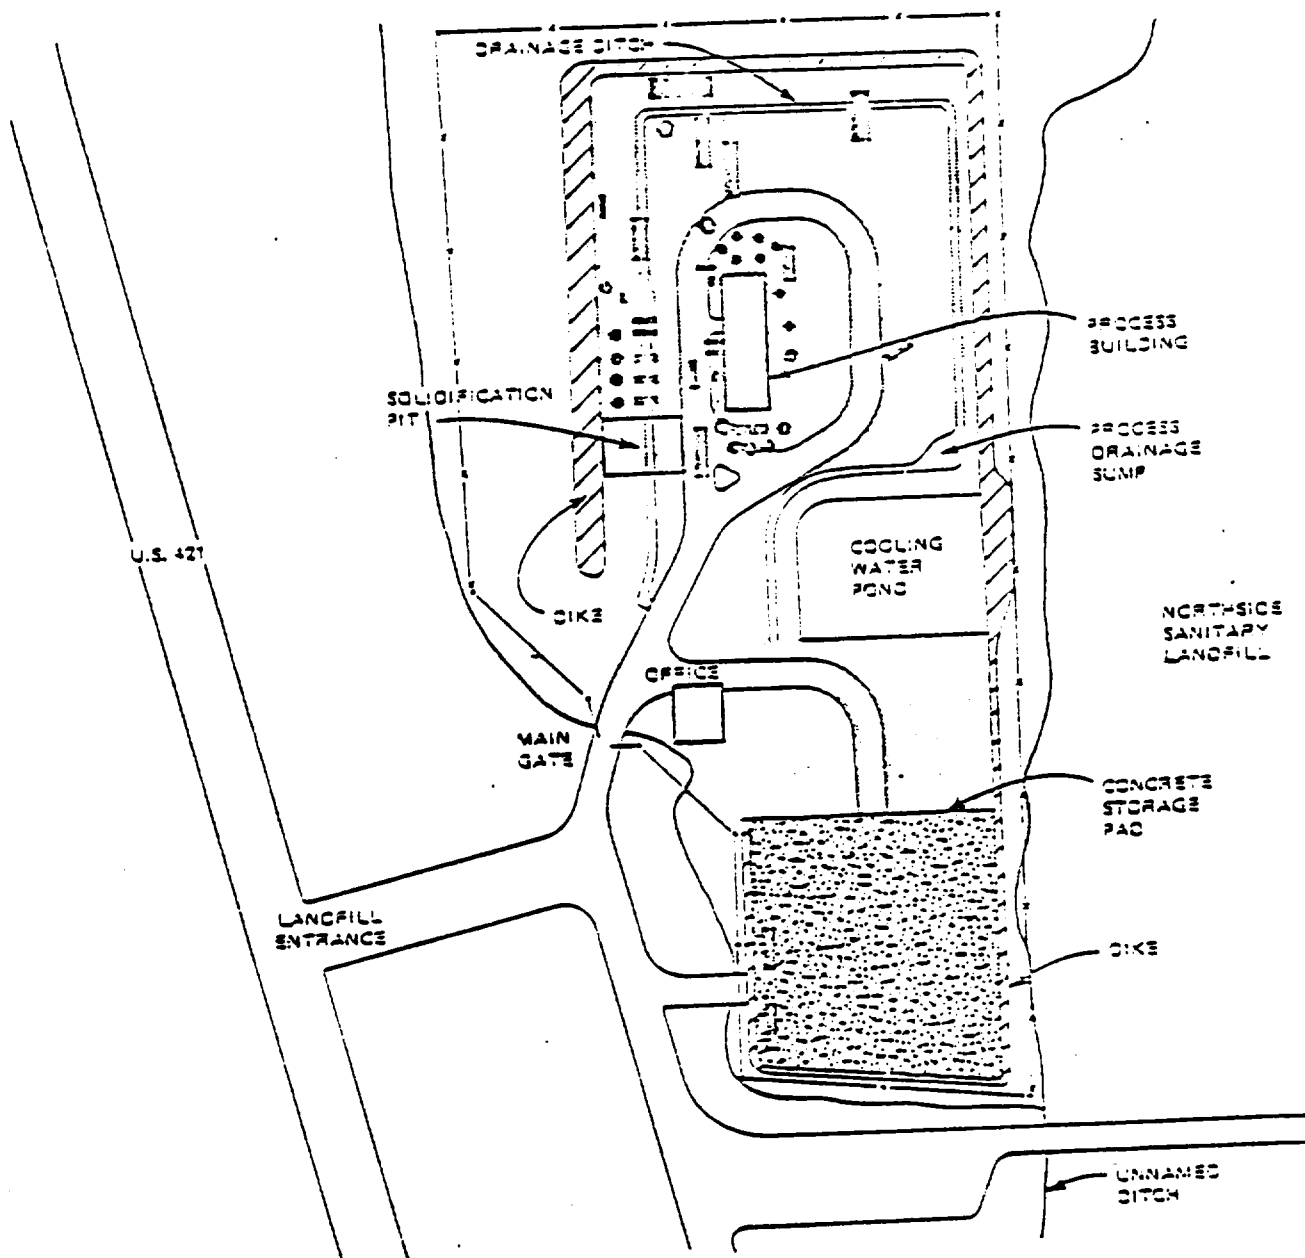 DRAINAGE DITCH
PROCESS
BUILDING
SOLIDIFICATION
PIT
PROCESS
DRAINAGE
SUMP
U.S. 421
COOLING
WATER
POND
DIKE
NORTHSIDE
SANITARY
LANDFILL
OFFICE
MAIN
GATE
CONCRETE
STORAGE
PAD
LANDFILL
ENTRANCE
DIKE
UNNAMED
DITCH